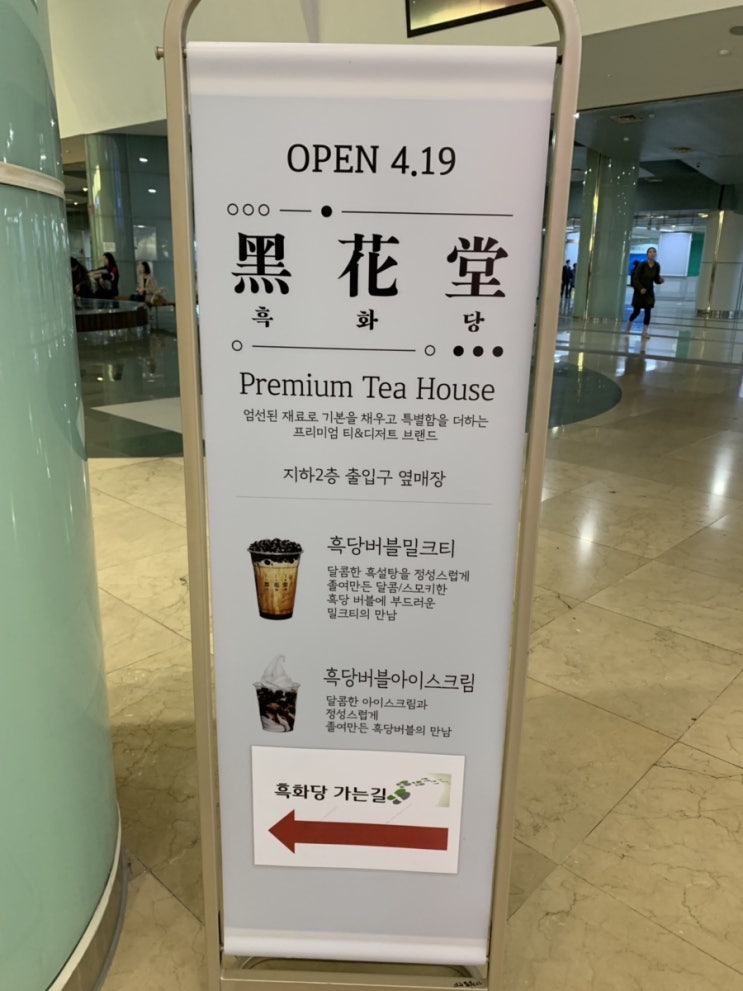 OPEN 4.19
黑花堂
흑화당
Premium Tea House
엄선된 재료로 기본을 채우고 특별함을 더하는
프리미엄 티&디저트 브랜드
지하2층 출입구 옆매장
흑당버블밀크티
달콤한 흑설탕을 정성스럽게
졸여만든 달콤/스모키한
흑당 버블에 부드러운
밀크티의 만남
흑당버블아이스크림
달콤한 아이스크림과
정성스럽게
졸여만든 흑당버블의 만남
흑화당 가는길